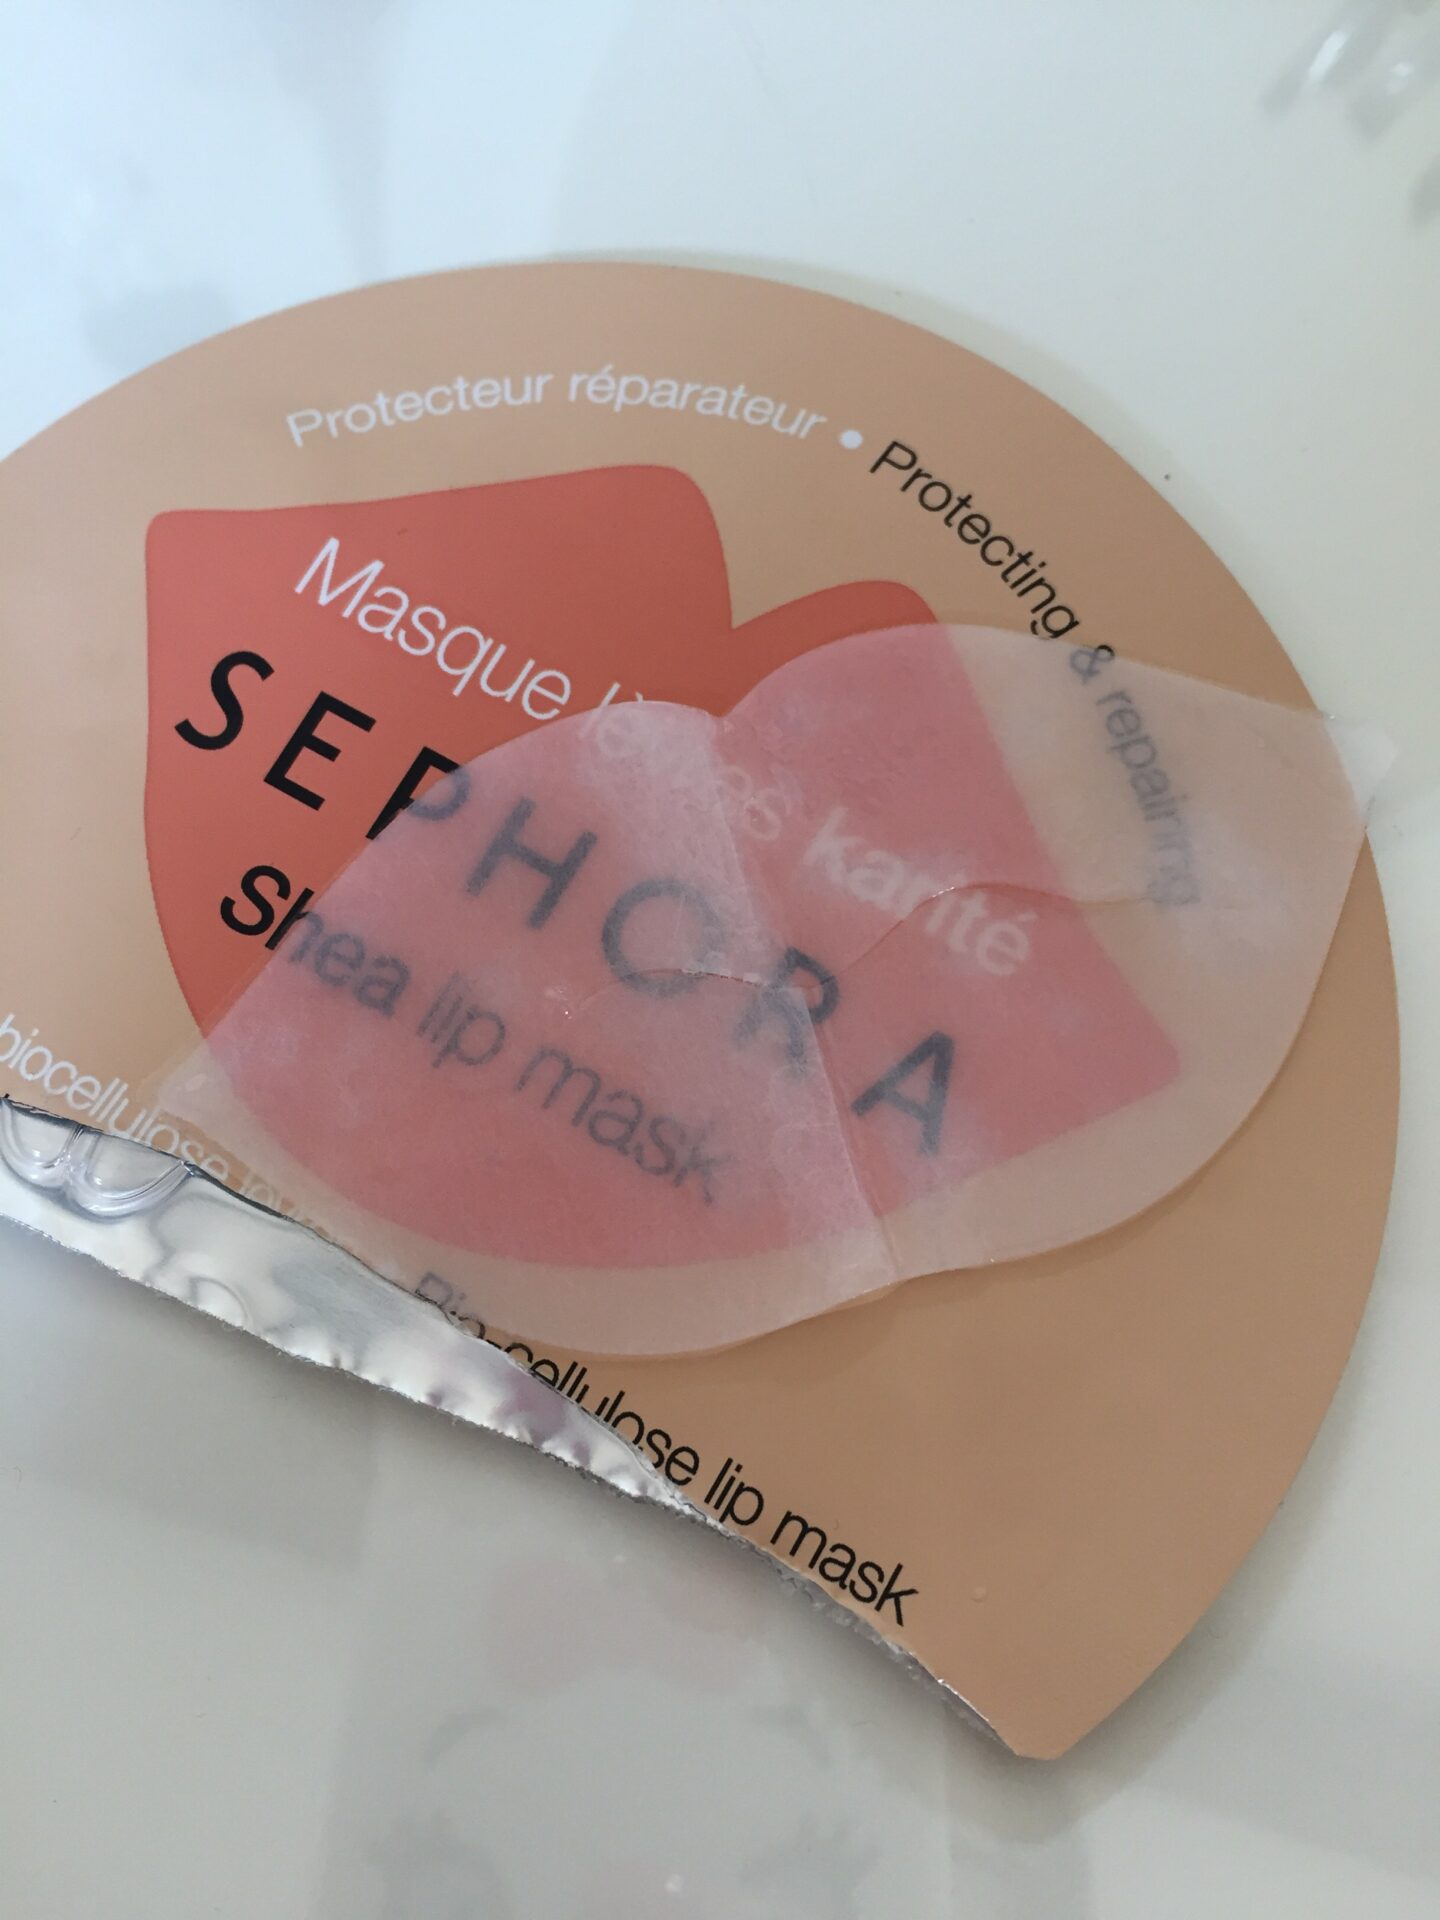 Protecteur réparateur • Protecting & repairing
Masque lèvres karité
SEPHORA
Shea lip mask
biocellulose
Bio-cellulose lip mask